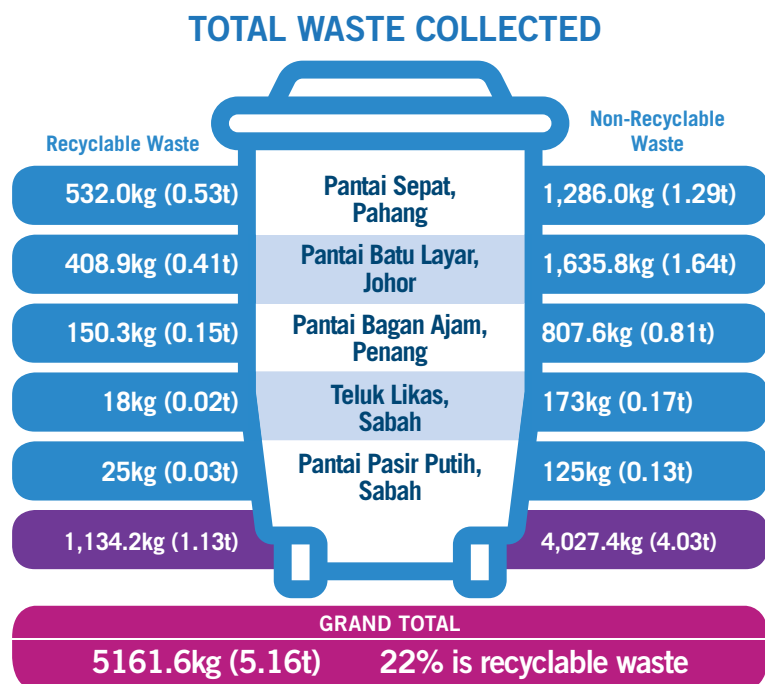 TOTAL WASTE COLLECTED
Recyclable Waste
Non-Recyclable
Waste
532.0kg (0.53t)
Pantai Sepat,
Pahang
1,286.0kg (1.29t)
408.9kg (0.41t)
Pantai Batu Layar,
Johor
1,635.8kg (1.64t)
150.3kg (0.15t)
Pantai Bagan Ajam,
Penang
807.6kg (0.81t)
18kg (0.02t)
Teluk Likas,
Sabah
173kg (0.17t)
25kg (0.03t)
Pantai Pasir Putih,
Sabah
125kg (0.13t)
1,134.2kg (1.13t)
4,027.4kg (4.03t)
GRAND TOTAL
5161.6kg (5.16t) 22% is recyclable waste